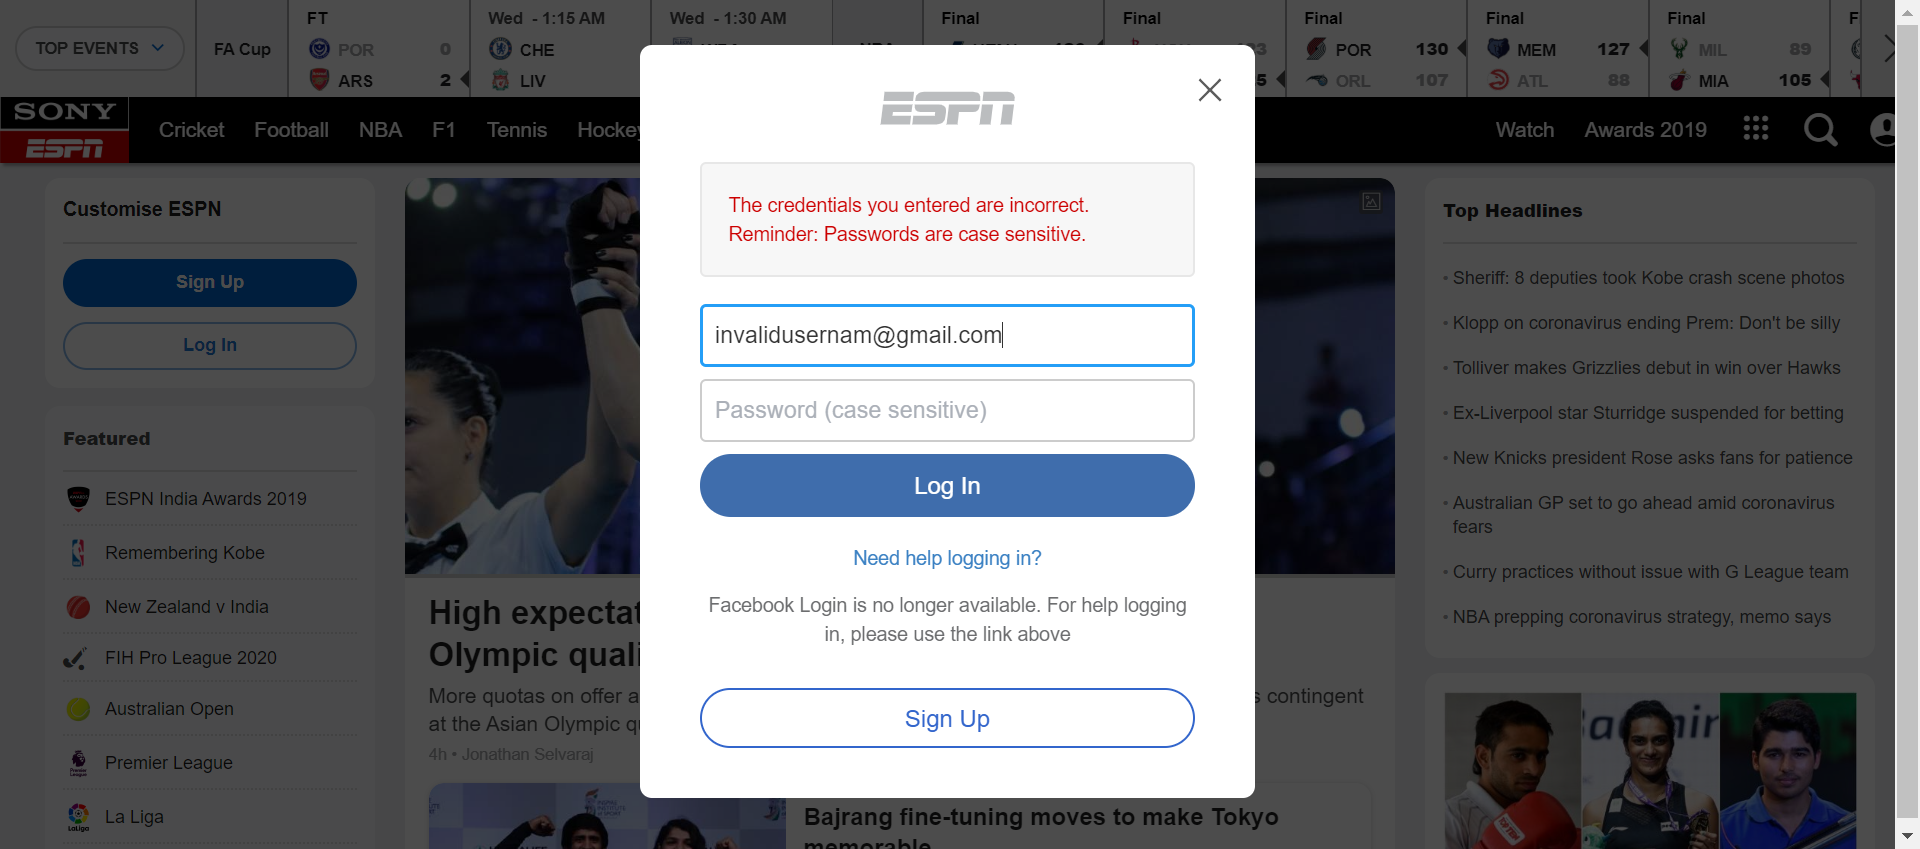 TOP EVENTS
FA Cup
FT
POR 0
ARS 2
Wed - 1:15 AM
CHE
LIV
Wed - 1:30 AM
Final
Final
Final
POR 130
ORL 107
Final
MEM 127
ATL 88
Final
MIL 89
MIA 105
SONY
ESPN
Cricket
Football
NBA
F1
Tennis
Hockey
Watch
Awards 2019
Customise ESPN
Sign Up
Log In
Featured
ESPN India Awards 2019
Remembering Kobe
New Zealand v India
FIH Pro League 2020
Australian Open
Premier League
La Liga
High expectat
Olympic quali
More quotas on offer a
s contingent
at the Asian Olympic q
4h • Jonathan Selvaraj
Bajrang fine-tuning moves to make Tokyo
memorable
ESPN
The credentials you entered are incorrect.
Reminder: Passwords are case sensitive.
invalidusernam@gmail.com
Password (case sensitive)
Log In
Need help logging in?
Facebook Login is no longer available. For help logging
in, please use the link above
Sign Up
Top Headlines
• Sheriff: 8 deputies took Kobe crash scene photos
• Klopp on coronavirus ending Prem: Don't be silly
• Tolliver makes Grizzlies debut in win over Hawks
• Ex-Liverpool star Sturridge suspended for betting
• New Knicks president Rose asks fans for patience
• Australian GP set to go ahead amid coronavirus
fears
• Curry practices without issue with G League team
• NBA prepping coronavirus strategy, memo says